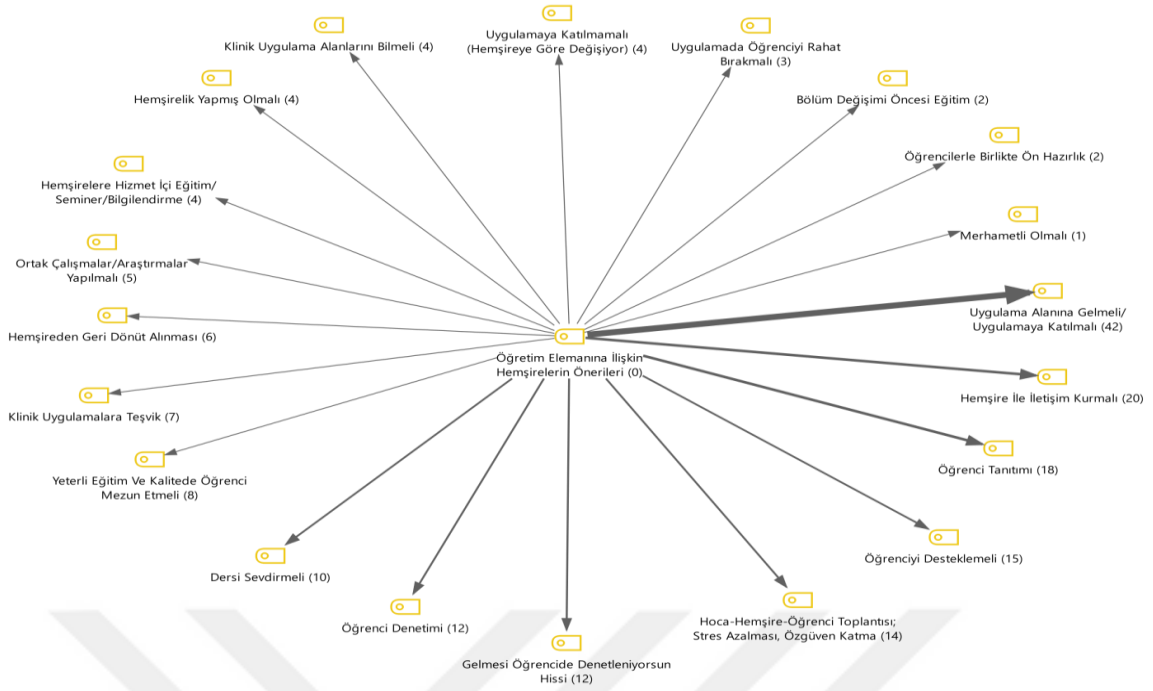 Uygulamaya Katılmamalı
(Hemşireye Göre Değişiyor) (4)
Klinik Uygulama Alanlarını Bilmeli (4)
Uygulamada Öğrenciyi Rahat
Bırakmalı (3)
Hemşirelik Yapmış Olmalı (4)
Bölüm Değişimi Öncesi Eğitim (2)
Öğrencilerle Birlikte Ön Hazırlık (2)
Hemşirelere Hizmet İçi Eğitim/
Seminer/Bilgilendirme (4)
Merhametli Olmalı (1)
Ortak Çalışmalar/Araştırmalar
Yapılmalı (5)
Uygulama Alanına Gelmeli/
Uygulamaya Katılmalı (42)
Hemşireden Geri Dönüt Alınması (6)
Öğretim Elemanına İlişkin
Hemşirelerin Önerileri (0)
Hemşire İle İletişim Kurmalı (20)
Klinik Uygulamalara Teşvik (7)
Öğrenci Tanıtımı (18)
Yeterli Eğitim Ve Kalitede Öğrenci
Mezun Etmeli (8)
Öğrenciyi Desteklemeli (15)
Dersi Sevdirmeli (10)
Hoca-Hemşire-Öğrenci Toplantısı;
Stres Azalması, Özgüven Katma (14)
Öğrenci Denetimi (12)
Gelmesi Öğrencide Denetleniyorsun
Hissi (12)